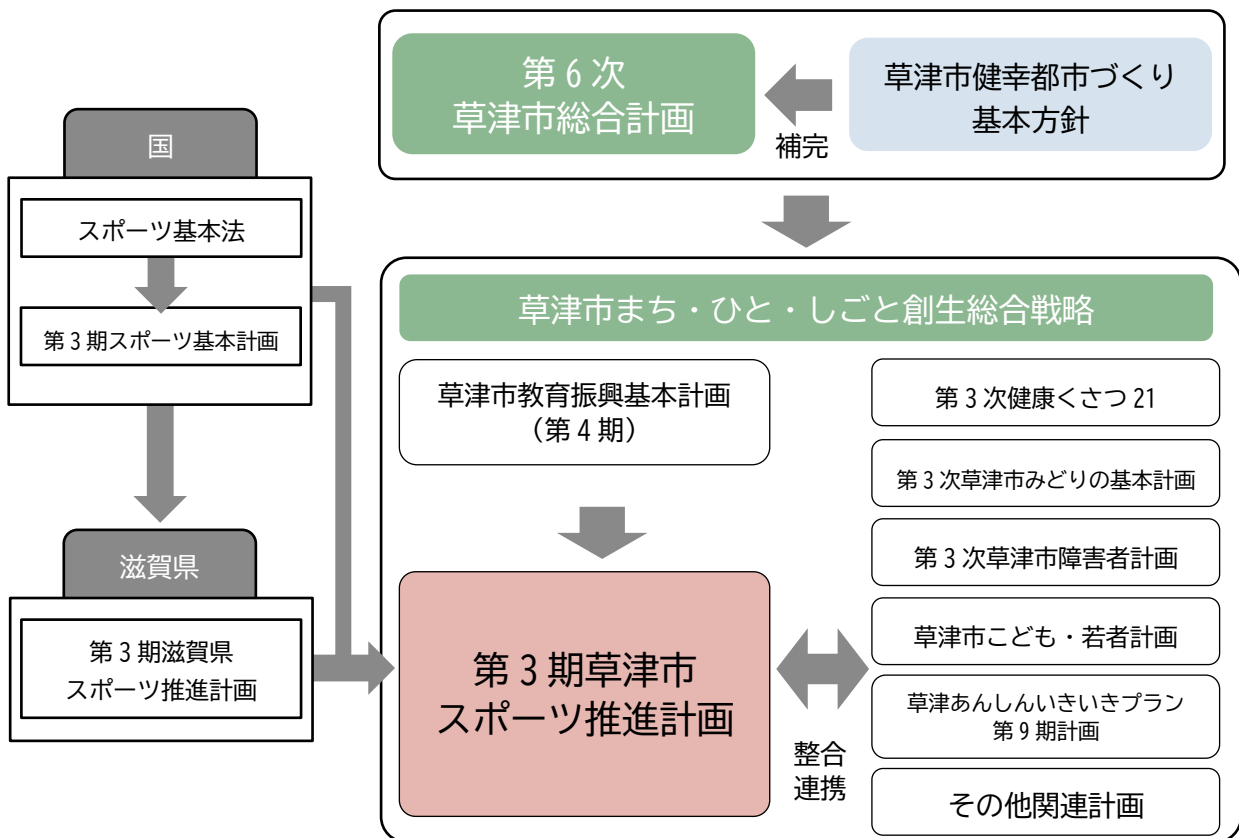 第6次
草津市総合計画
補完
草津市健幸都市づくり
基本方針
国
スポーツ基本法
第3期スポーツ基本計画
滋賀県
第3期滋賀県
スポーツ推進計画
草津市まち・ひと・しごと創生総合戦略
草津市教育振興基本計画
（第4期）
第3期草津市
スポーツ推進計画
整合
連携
第3次健康くさつ21
第3次草津市みどりの基本計画
第3次草津市障害者計画
草津市こども・若者計画
草津あんしんいきいきプラン
第9期計画
その他関連計画